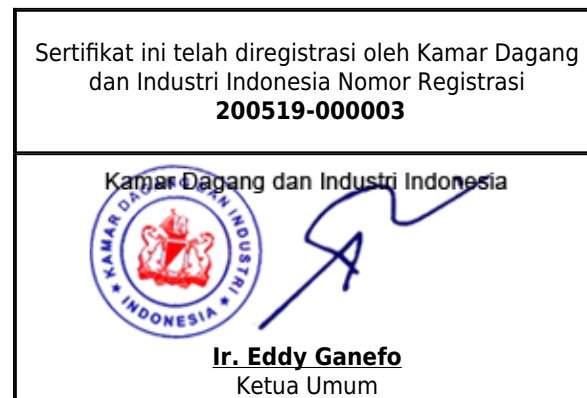 Sertifikat ini telah diregistrasi oleh Kamar Dagang
dan Industri Indonesia Nomor Registrasi
200519-000003
Kamar Dagang dan Industri Indonesia
KAMAR DAGANG DAN INDUSTRI
INDONESIA
Ir. Eddy Ganefo
Ketua Umum